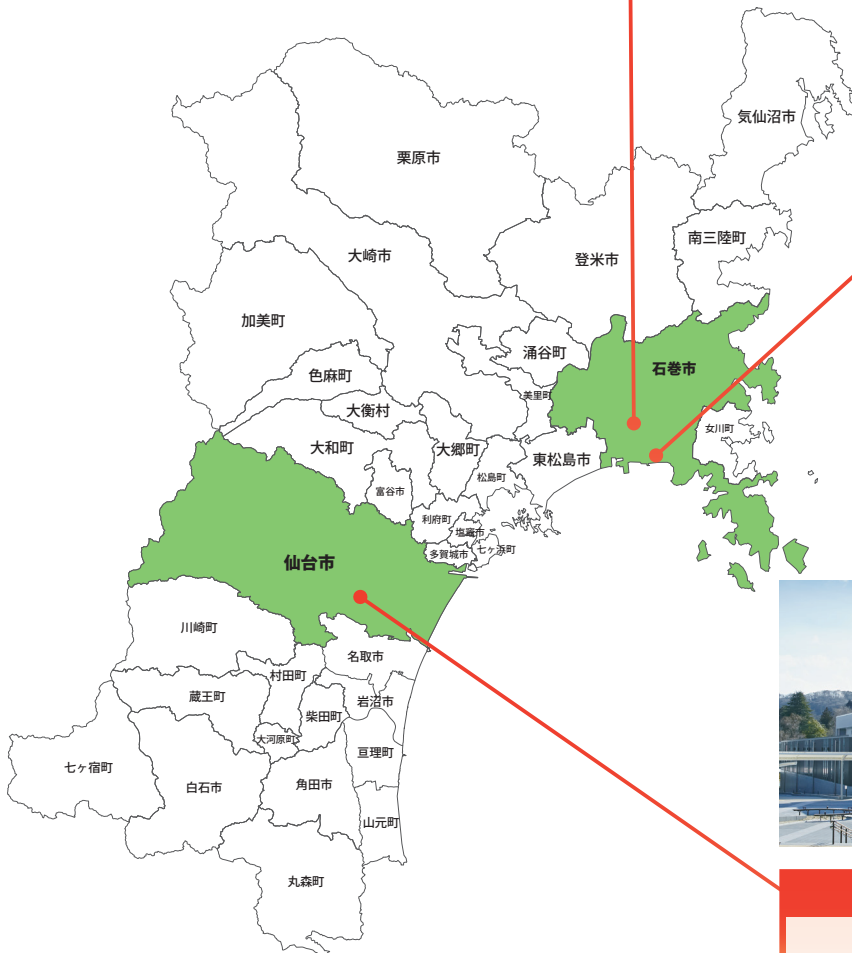 気仙沼市
栗原市
南三陸町
大崎市
登米市
加美町
涌谷町
石巻市
色麻町
美里町
大衡村
女川町
大和町
大郷町
東松島市
松島町
富谷市
利府町
塩竈市
七ヶ浜町
多賀城市
仙台市
川崎町
名取市
村田町
蔵王町
岩沼市
柴田町
大河原町
亘理町
七ヶ宿町
白石市
角田市
山元町
丸森町